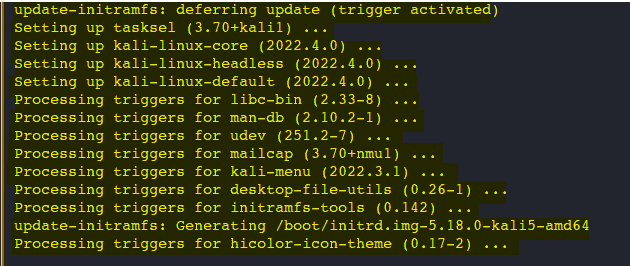 update-initramfs: deferring update (trigger activated)
Setting up tasksel (3.70+kali1) ...
Setting up kali-linux-core (2022.4.0) ...
Setting up kali-linux-headless (2022.4.0) ...
Setting up kali-linux-default (2022.4.0) ...
Processing triggers for libc-bin (2.33-8) ...
Processing triggers for man-db (2.10.2-1) ...
Processing triggers for udev (251.2-7) ...
Processing triggers for mailcap (3.70+nmu1) ...
Processing triggers for kali-menu (2022.3.1) ...
Processing triggers for desktop-file-utils (0.26-1) ...
Processing triggers for initramfs-tools (0.142) ...
update-initramfs: Generating /boot/initrd.img-5.18.0-kali5-amd64
Processing triggers for hicolor-icon-theme (0.17-2) ...